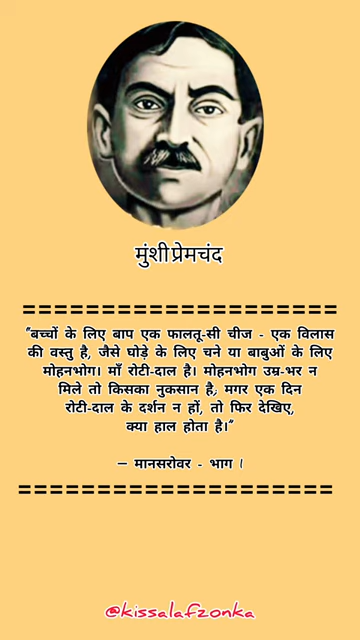 मुंशी प्रेमचंद
====================
"बच्चों के लिए बाप एक फालतू-सी चीज - एक विलास
की वस्तु है, जैसे घोड़े के लिए चने या बाबुओं के लिए
मोहनभोग। माँ रोटी-दाल है। मोहनभोग उम्र-भर न
मिले तो किसका नुकसान है; मगर एक दिन
रोटी-दाल के दर्शन न हों, तो फिर देखिए,
क्या हाल होता है।"
— मानसरोवर - भाग 1
====================
@kissalafzonka